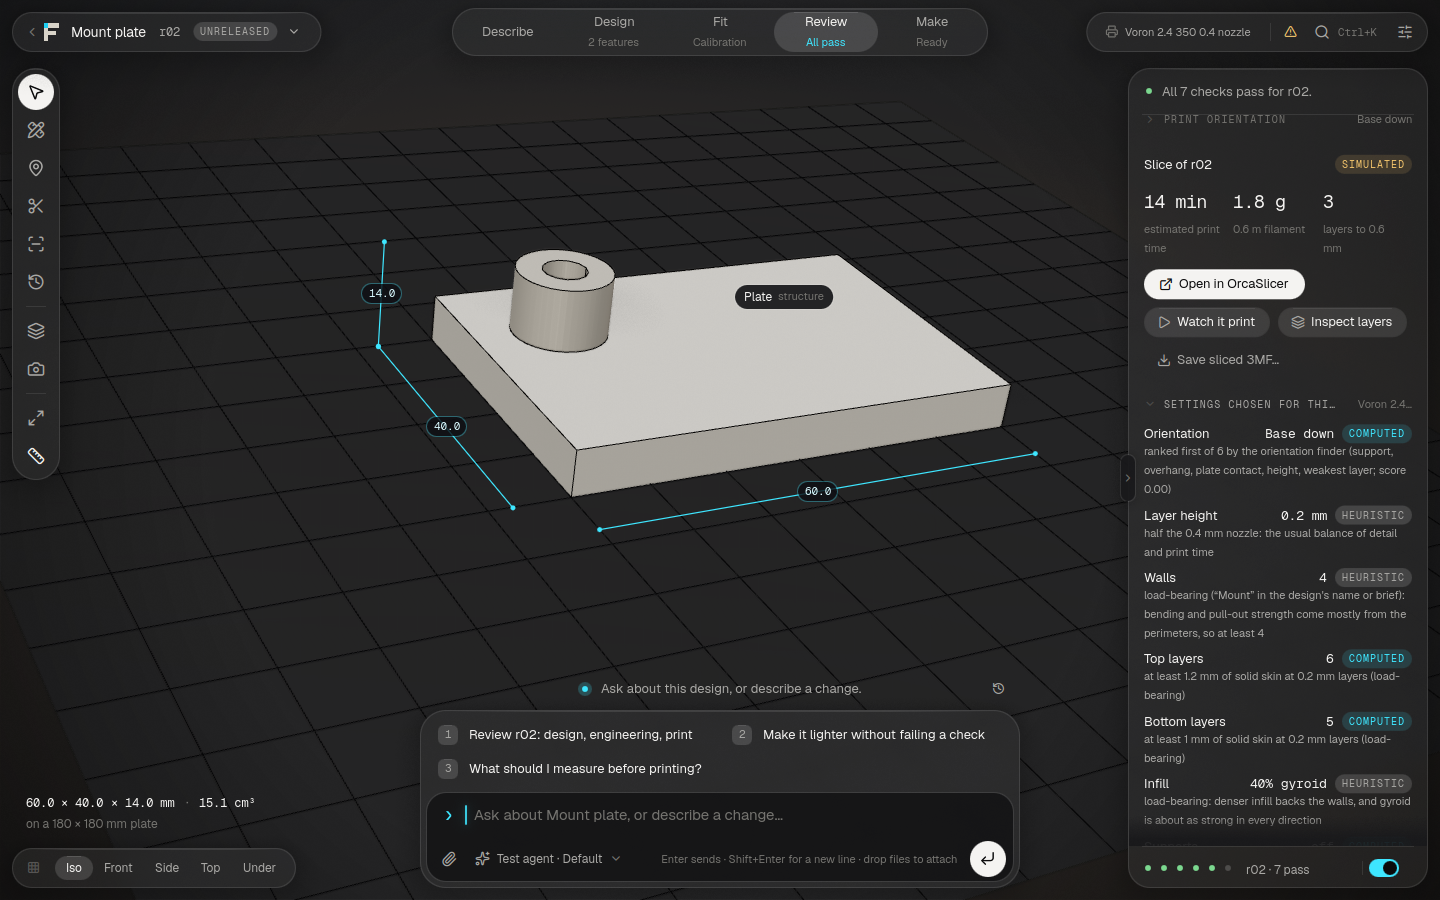 Mount plate r02 UNRELEASED
Describe
Design
2 features
Fit
Calibration
Review
All pass
Make
Ready
Voron 2.4 350 0.4 nozzle
Ctrl+K
14.0
40.0
60.0
Plate structure
All 7 checks pass for r02.
PRINT ORIENTATION Base down
Slice of r02 SIMULATED
14 min 1.8 g 3
estimated print 0.6 m filament layers to 0.6
time mm
Open in OrcaSlicer
Watch it print Inspect layers
Save sliced 3MF...
SETTINGS CHOSEN FOR THI... Voron 2.4...
Orientation Base down COMPUTED
ranked first of 6 by the orientation finder (support,
overhang, plate contact, height, weakest layer; score
0.00)
Layer height 0.2 mm HEURISTIC
half the 0.4 mm nozzle: the usual balance of detail
and print time
Walls 4 HEURISTIC
load-bearing (“Mount” in the design's name or brief):
bending and pull-out strength come mostly from the
perimeters, so at least 4
Top layers 6 COMPUTED
at least 1.2 mm of solid skin at 0.2 mm layers (load-
bearing)
Bottom layers 5 COMPUTED
at least 1 mm of solid skin at 0.2 mm layers (load-
bearing)
Infill 40% gyroid HEURISTIC
load-bearing: denser infill backs the walls, and gyroid
is about as strong in every direction
r02 · 7 pass
Ask about this design, or describe a change.
1 Review r02: design, engineering, print
2 Make it lighter without failing a check
3 What should I measure before printing?
Ask about Mount plate, or describe a change...
Test agent · Default
Enter sends · Shift+Enter for a new line · drop files to attach
60.0 × 40.0 × 14.0 mm · 15.1 cm³
on a 180 × 180 mm plate
Iso Front Side Top Under